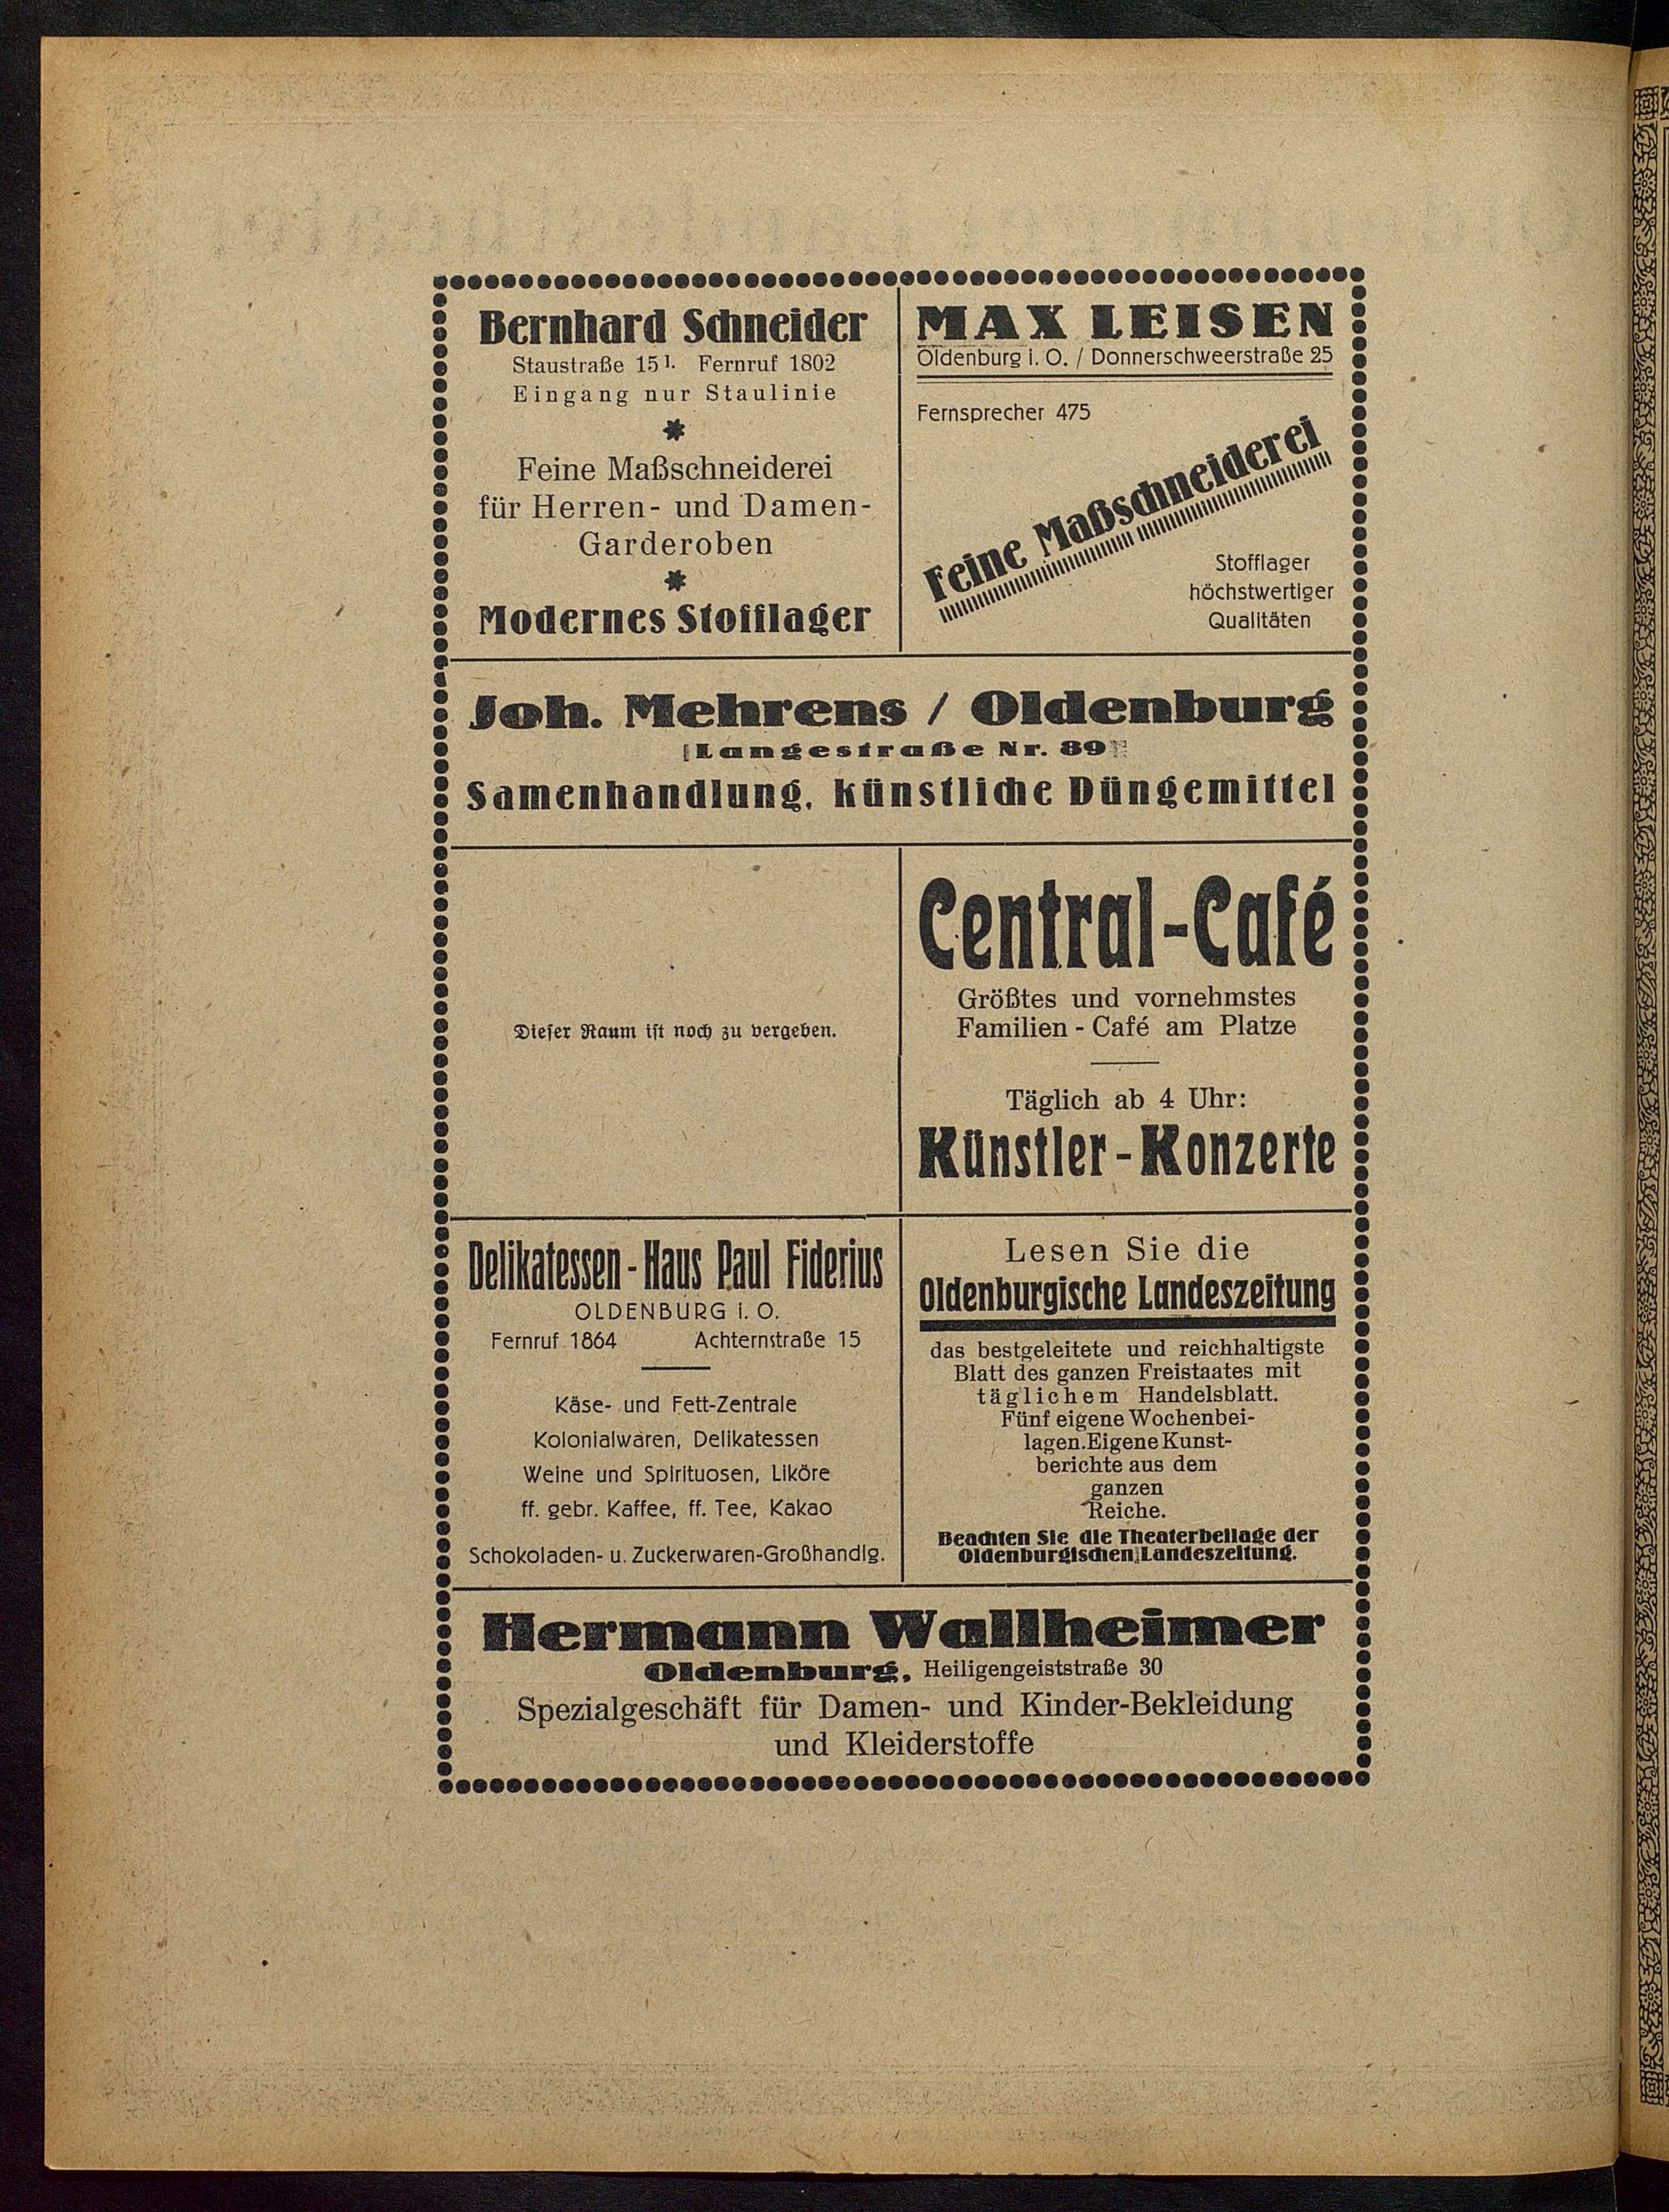 Bernhard Schneider
Staustraße 15 I. Fernruf 1802
Eingang nur Staulinie
Feine Maßschneiderei
für Herren- und Damen-
Garderoben
Modernes Stofflager
MAX LEISEN
Oldenburg i. O. / Donnerschweerstraße 25
Fernsprecher 475
Feine Maßschneiderei
Stofflager
höchstwertiger
Qualitäten
Joh. Mehrens / Oldenburg
Langestraße Nr. 89
Samenhandlung, künstliche Düngemittel
Dieser Raum ist noch zu vergeben.
Central-Café
Größtes und vornehmstes
Familien - Café am Platze
Täglich ab 4 Uhr:
Künstler-Konzerte
Delikatessen-Haus Paul Fiderius
OLDENBURG i. O.
Fernruf 1864 Achternstraße 15
Käse- und Fett-Zentrale
Kolonialwaren, Delikatessen
Weine und Spirituosen, Liköre
ff. gebr. Kaffee, ff. Tee, Kakao
Schokoladen- u. Zuckerwaren-Großhandlg.
Lesen Sie die
Oldenburgische Landeszeitung
das bestgeleitete und reichhaltigste
Blatt des ganzen Freistaates mit
täglichem Handelsblatt.
Fünf eigene Wochenbei-
lagen. Eigene Kunst-
berichte aus dem
ganzen
Reiche.
Beachten Sie die Theaterbeilage der
Oldenburgischen Landeszeitung.
Hermann Wallheimer
Oldenburg, Heiligengeiststraße 30
Spezialgeschäft für Damen- und Kinder-Bekleidung
und Kleiderstoffe